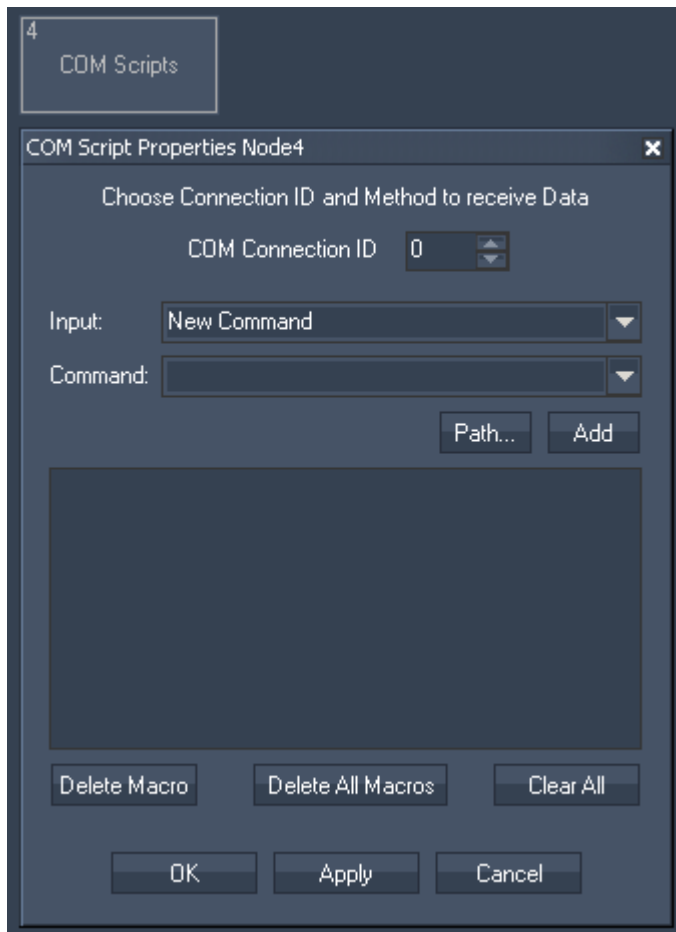 4
COM Scripts
COM Script Properties Node4
Choose Connection ID and Method to receive Data
COM Connection ID 0
Input: New Command
Command:
Path... Add
Delete Macro Delete All Macros Clear All
OK Apply Cancel